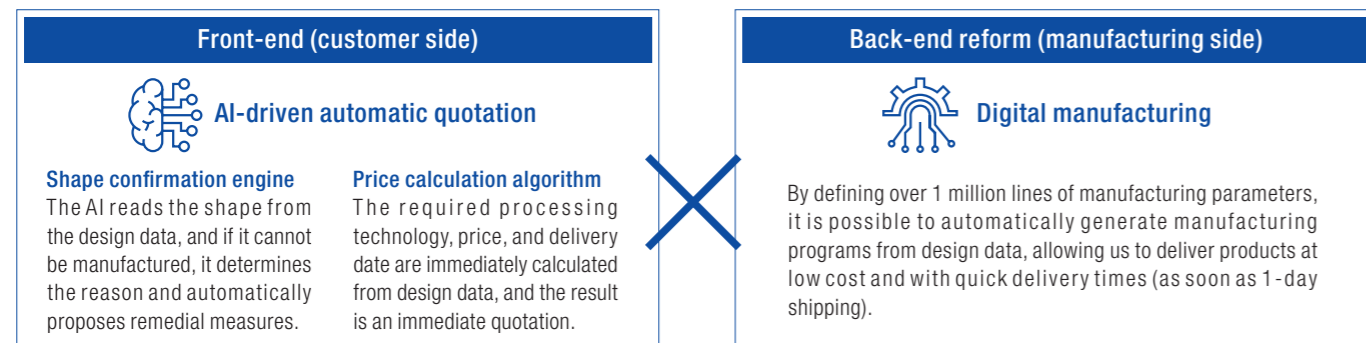 Front-end (customer side)
AI-driven automatic quotation
Shape confirmation engine
The AI reads the shape from
the design data, and if it cannot
be manufactured, it determines
the reason and automatically
proposes remedial measures.
Price calculation algorithm
The required processing
technology, price, and delivery
date are immediately calculated
from design data, and the result
is an immediate quotation.
Back-end reform (manufacturing side)
Digital manufacturing
By defining over 1 million lines of manufacturing parameters,
it is possible to automatically generate manufacturing
programs from design data, allowing us to deliver products at
low cost and with quick delivery times (as soon as 1-day
shipping).